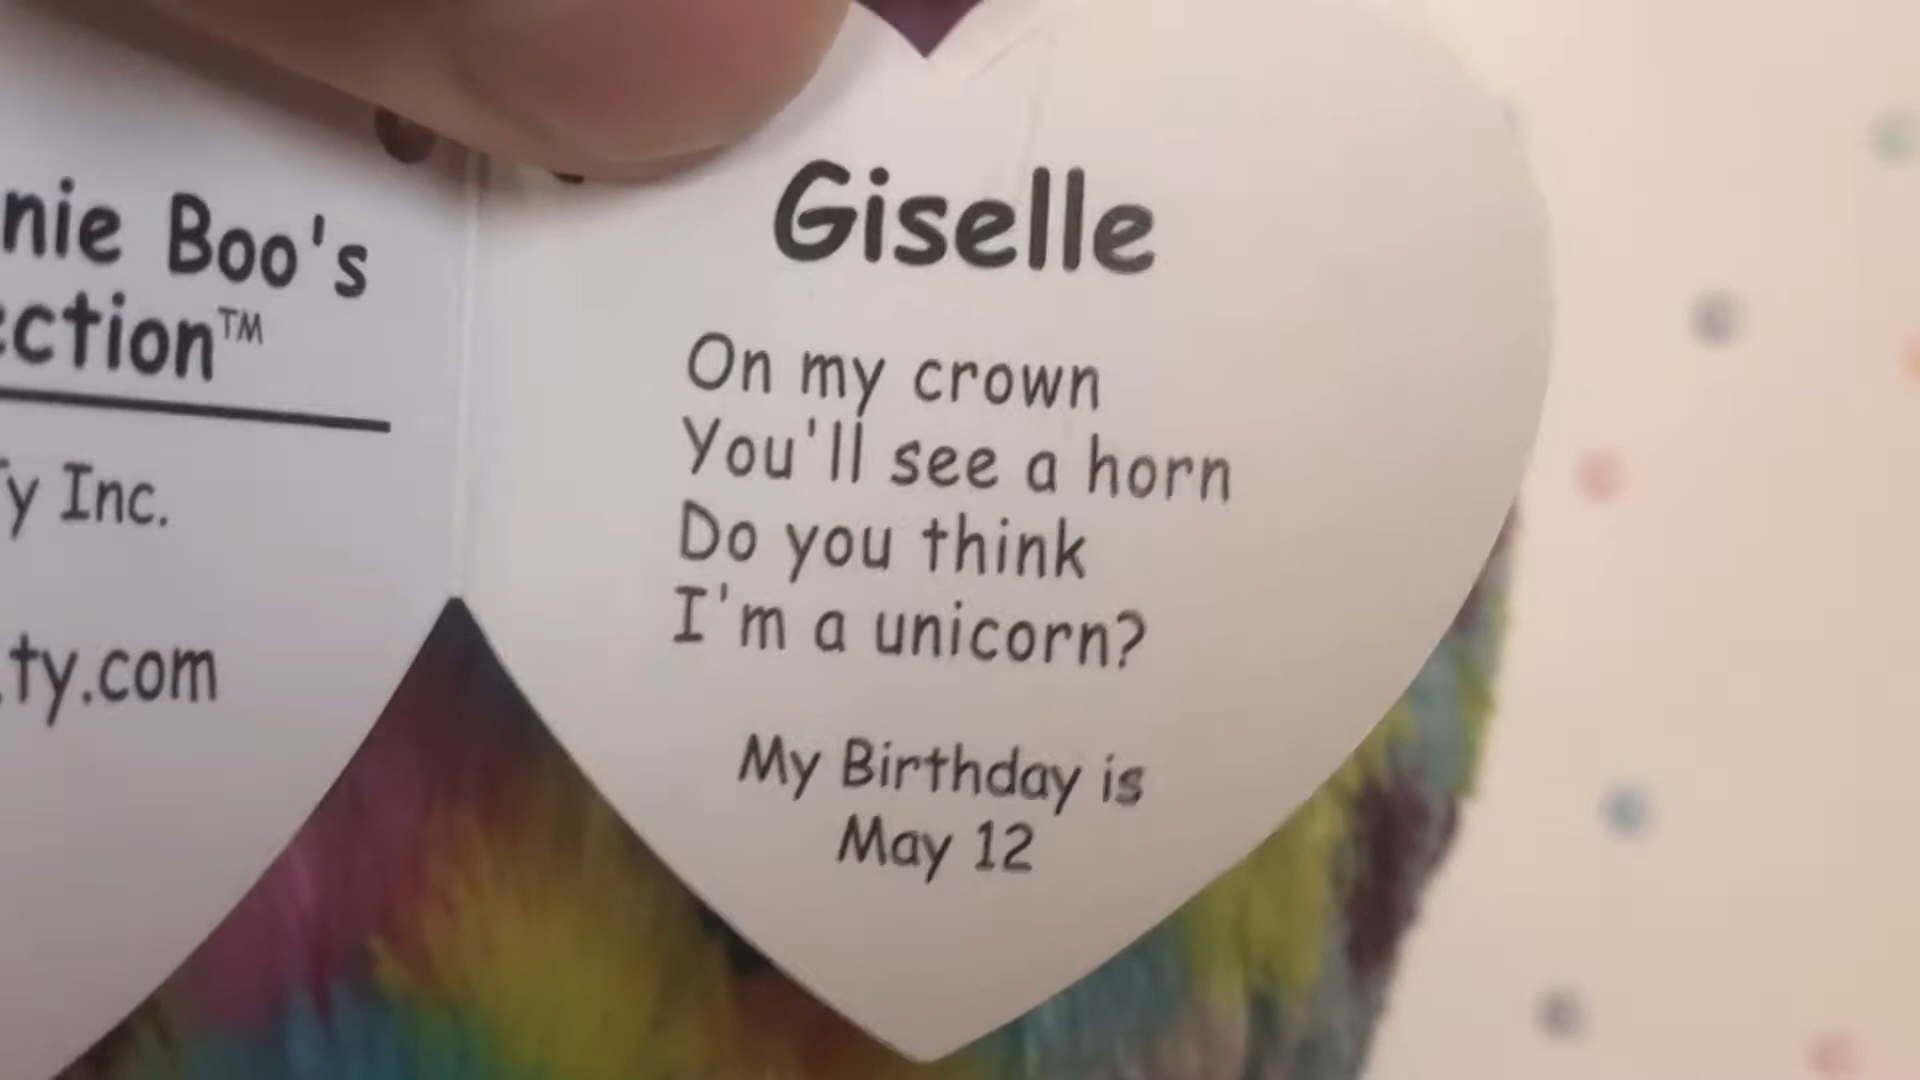 nie Boo's
ction™
y Inc.
.ty.com
Giselle
On my crown
You'll see a horn
Do you think
I'm a unicorn?
My Birthday is
May 12